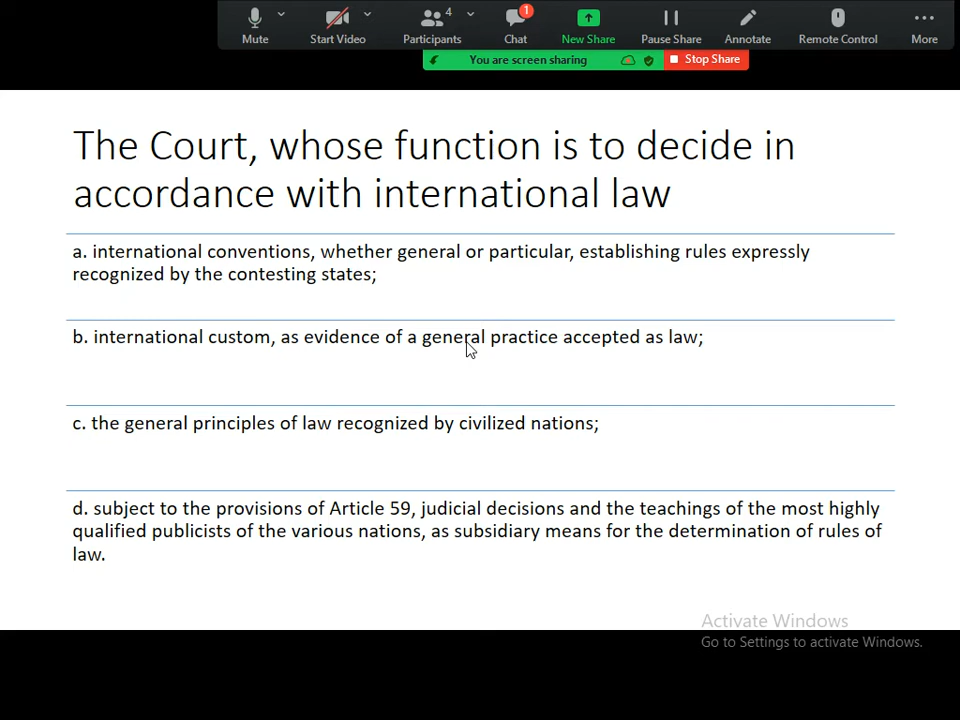 4
1
Mute
Start Video
Participants
Chat
New Share
Pause Share
Annotate
Remote Control
More
You are screen sharing
Stop Share
The Court, whose function is to decide in
accordance with international law
a. international conventions, whether general or particular, establishing rules expressly
recognized by the contesting states;
b. international custom, as evidence of a general practice accepted as law;
c. the general principles of law recognized by civilized nations;
d. subject to the provisions of Article 59, judicial decisions and the teachings of the most highly
qualified publicists of the various nations, as subsidiary means for the determination of rules of
law.
Activate Windows
Go to Settings to activate Windows.